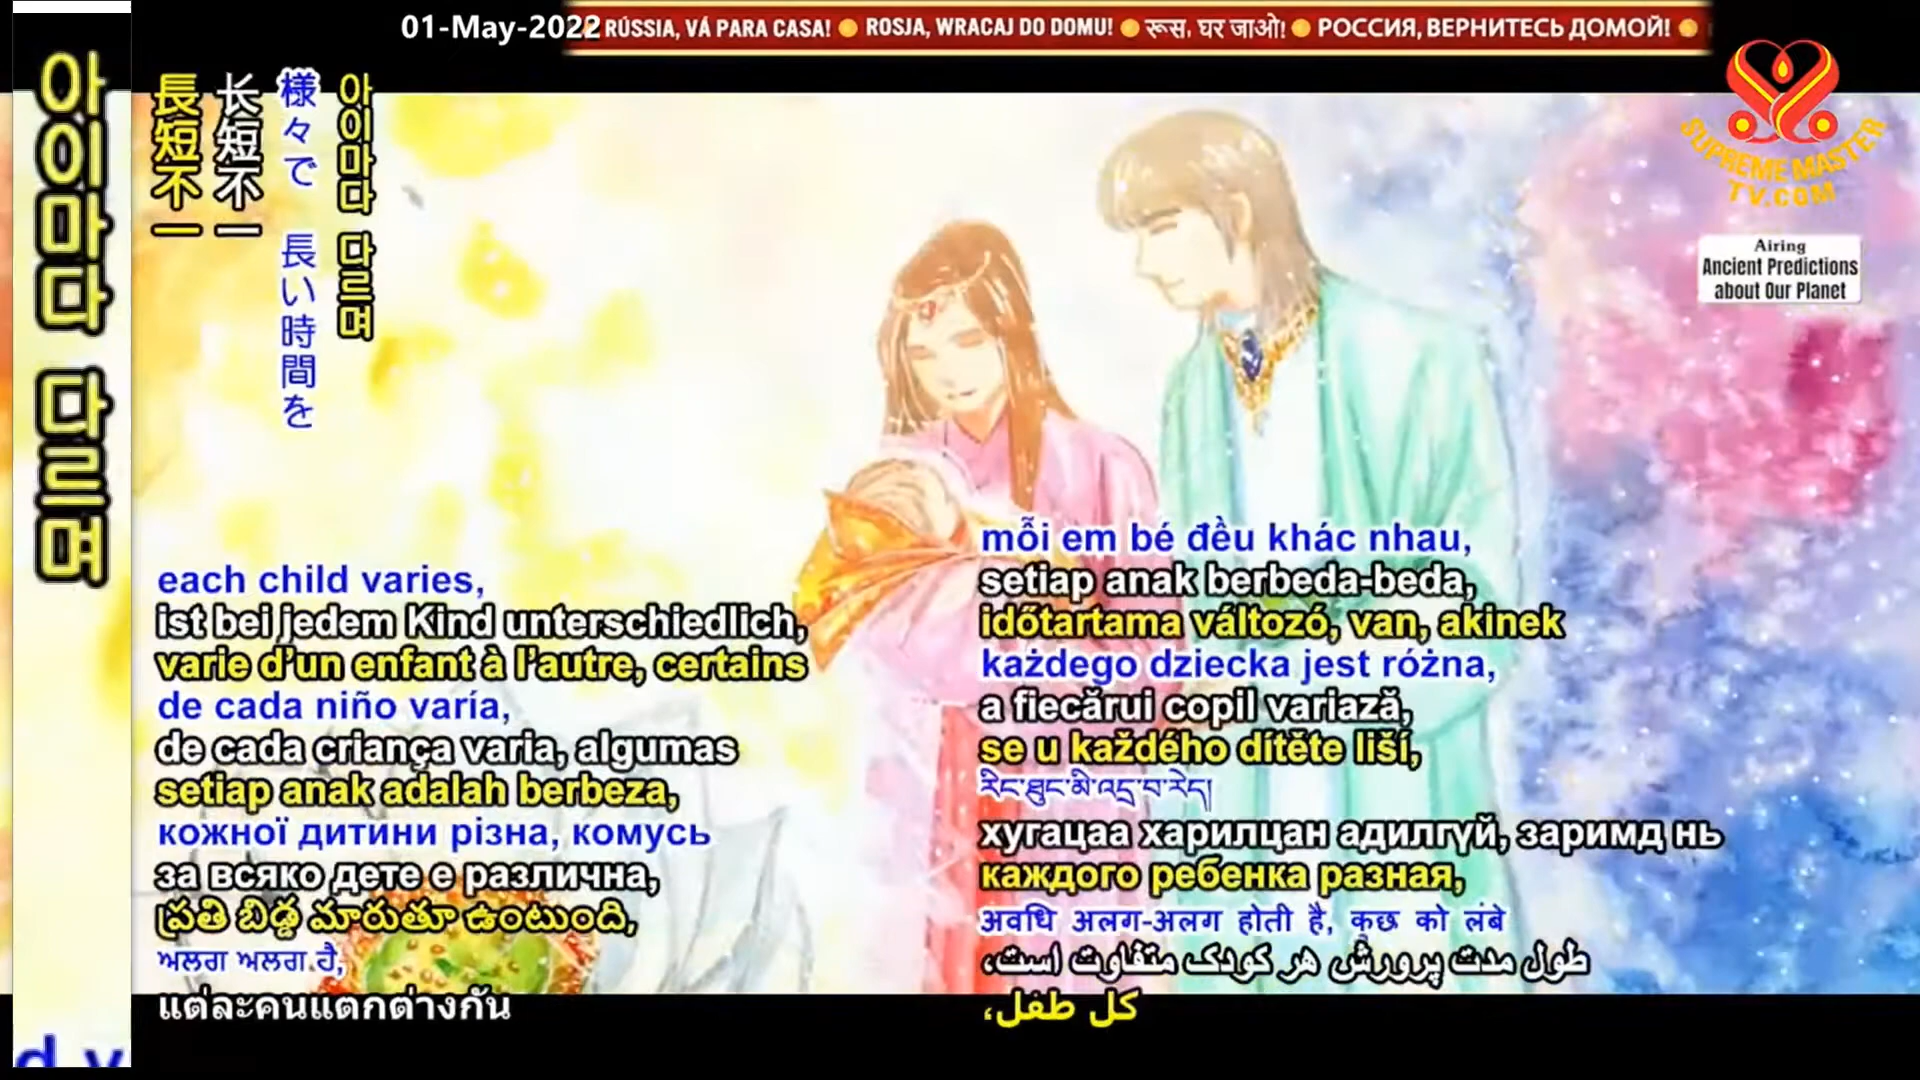 01-May-2022
RÚSSIA, VÁ PARA CASA! ROSJA, WRACAJ DO DOMU! रूस, घर जाओ! РОССИЯ, ВЕРНИТЕСЬ ДОМОЙ!
SUPREME MASTER
TV.COM
Airing
Ancient Predictions
about Our Planet
아이마다 다르며
長短不一
长短不一
様々で 長い時間を
아이마다 다르며
each child varies,
ist bei jedem Kind unterschiedlich,
varie d’un enfant à l’autre, certains
de cada niño varía,
de cada criança varia, algumas
setiap anak adalah berbeza,
кожної дитини різна, комусь
за всяко дете е различна,
ప్రతి బిడ్డ మారుతూ ఉంటుంది,
ਅਲਗ ਅਲਗ ਹੈ,
แต่ละคนแตกต่างกัน
mỗi em bé đều khác nhau,
setiap anak berbeda-beda,
időtartama változó, van, akinek
każdego dziecka jest różna,
a fiecărui copil variază,
se u každého dítěte liší,
རིང་ཐུང་མི་འདྲ་བ་རེད།
хугацаа харилцан адилгүй, заримд нь
каждого ребенка разная,
अवधि अलग-अलग होती है, कुछ को लंबे
طول مدت پرورش هر کودک متفاوت است،
كل طفل،